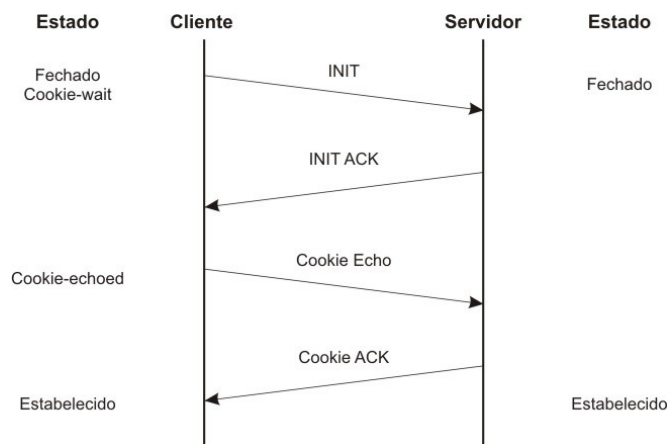 Estado Cliente Servidor Estado
INIT
Fechado Fechado
Cookie-wait
INIT ACK
Cookie Echo
Cookie-echoed
Cookie ACK
Estabelecido Estabelecido